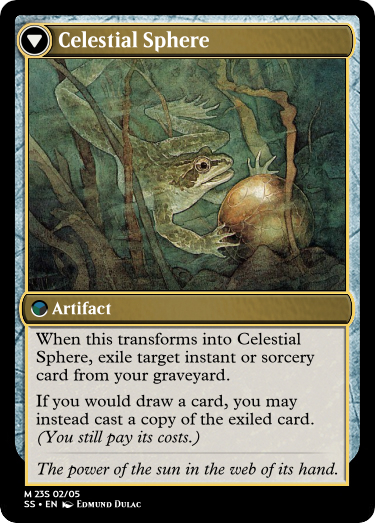 Celestial Sphere
Artifact
When this transforms into Celestial
Sphere, exile target instant or sorcery
card from your graveyard.
If you would draw a card, you may
instead cast a copy of the exiled card.
(You still pay its costs.)
The power of the sun in the web of its hand.
M 235 02/05
SS • EN Edmund Dulac